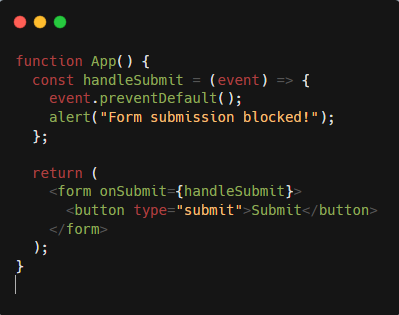 function App() {
  const handleSubmit = (event) => {
    event.preventDefault();
    alert("Form submission blocked!");
  };

  return (
    <form onSubmit={handleSubmit}>
      <button type="submit">Submit</button>
    </form>
  );
}